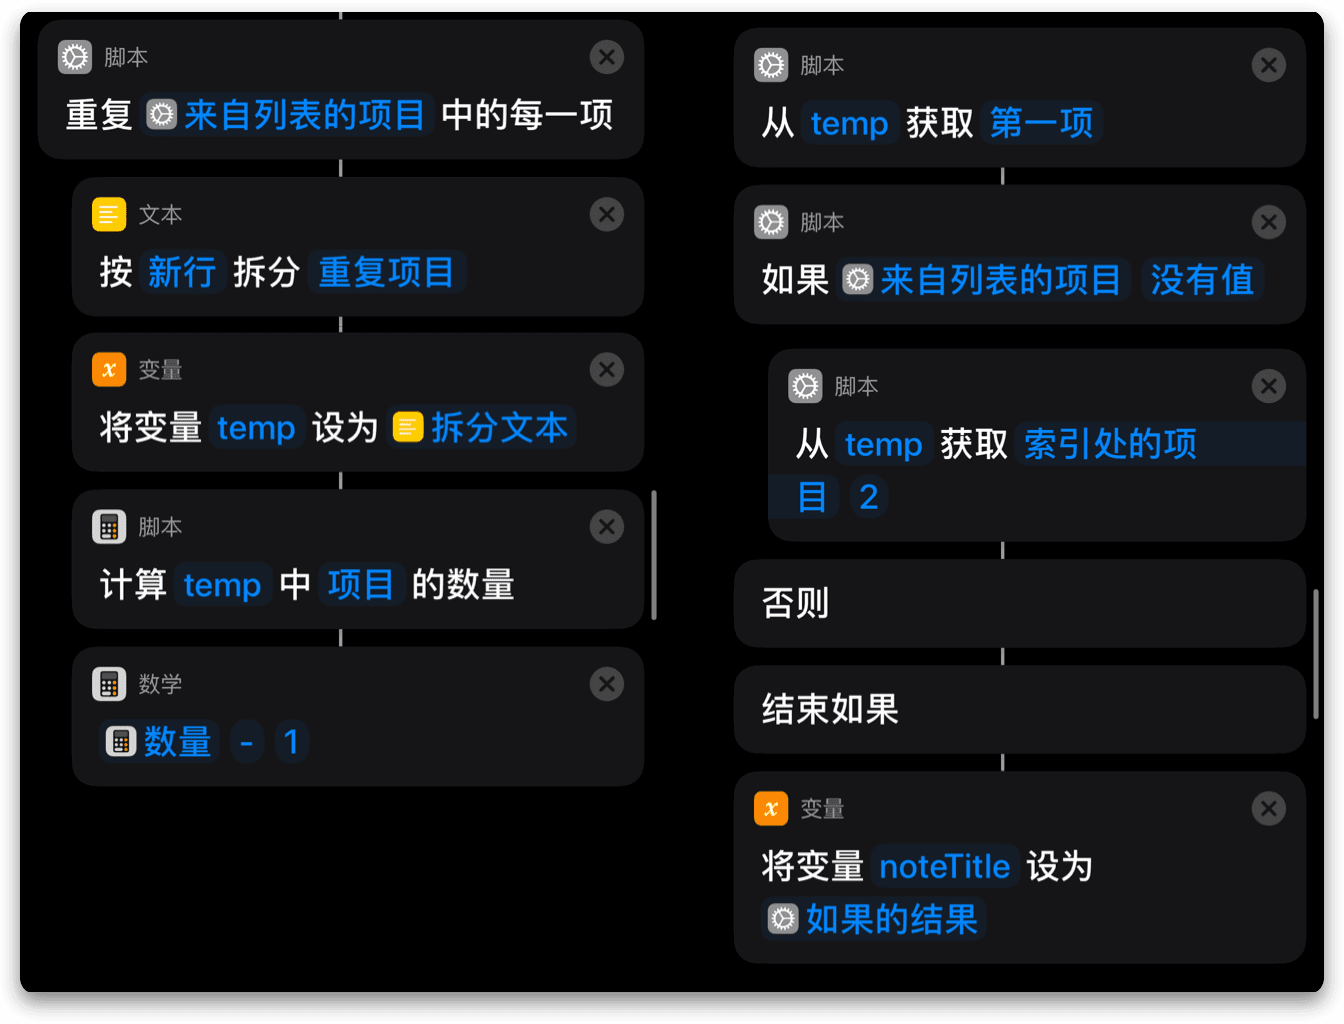 脚本
重复 来自列表的项目 中的每一项
文本
按 新行 拆分 重复项目
变量
将变量 temp 设为 拆分文本
脚本
计算 temp 中 项目 的数量
数学
数量 - 1
脚本
从 temp 获取 第一项
脚本
如果 来自列表的项目 没有值
脚本
从 temp 获取 索引处的项
目 2
否则
结束如果
变量
将变量 noteTitle 设为
如果的结果